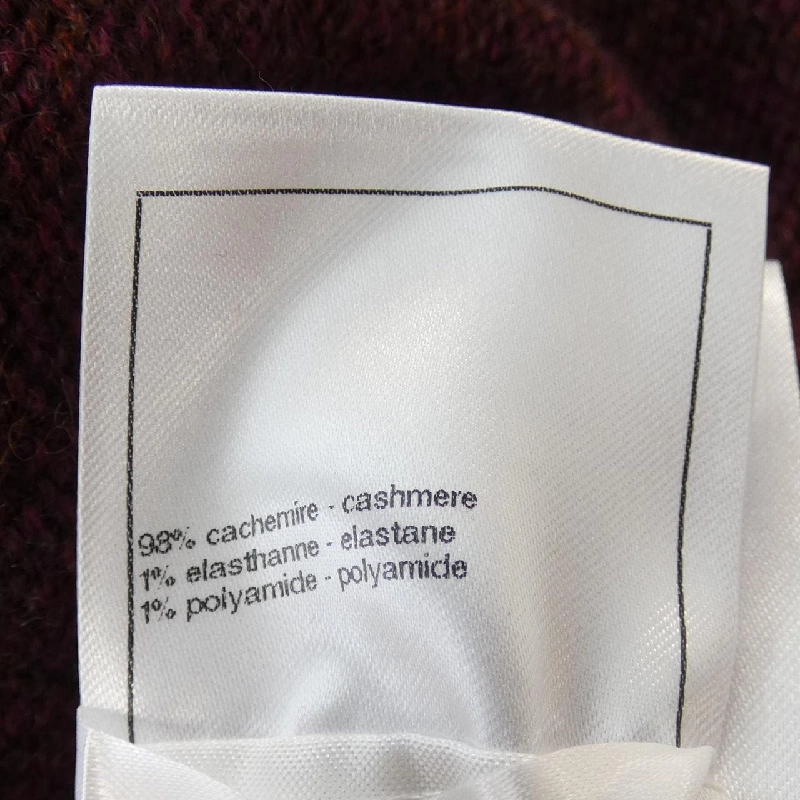 98% cachemire - cashmere
1% elasthanne - elastane
1% polyamide - polyamide